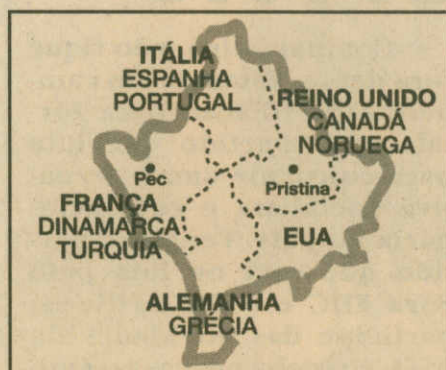 ITÁLIA
ESPANHA
PORTUGAL
REINO UNIDO
CANADÁ
NORUEGA
Pec
Pristina
FRANÇA
DINAMARCA
TURQUIA
EUA
ALEMANHA
GRÉCIA